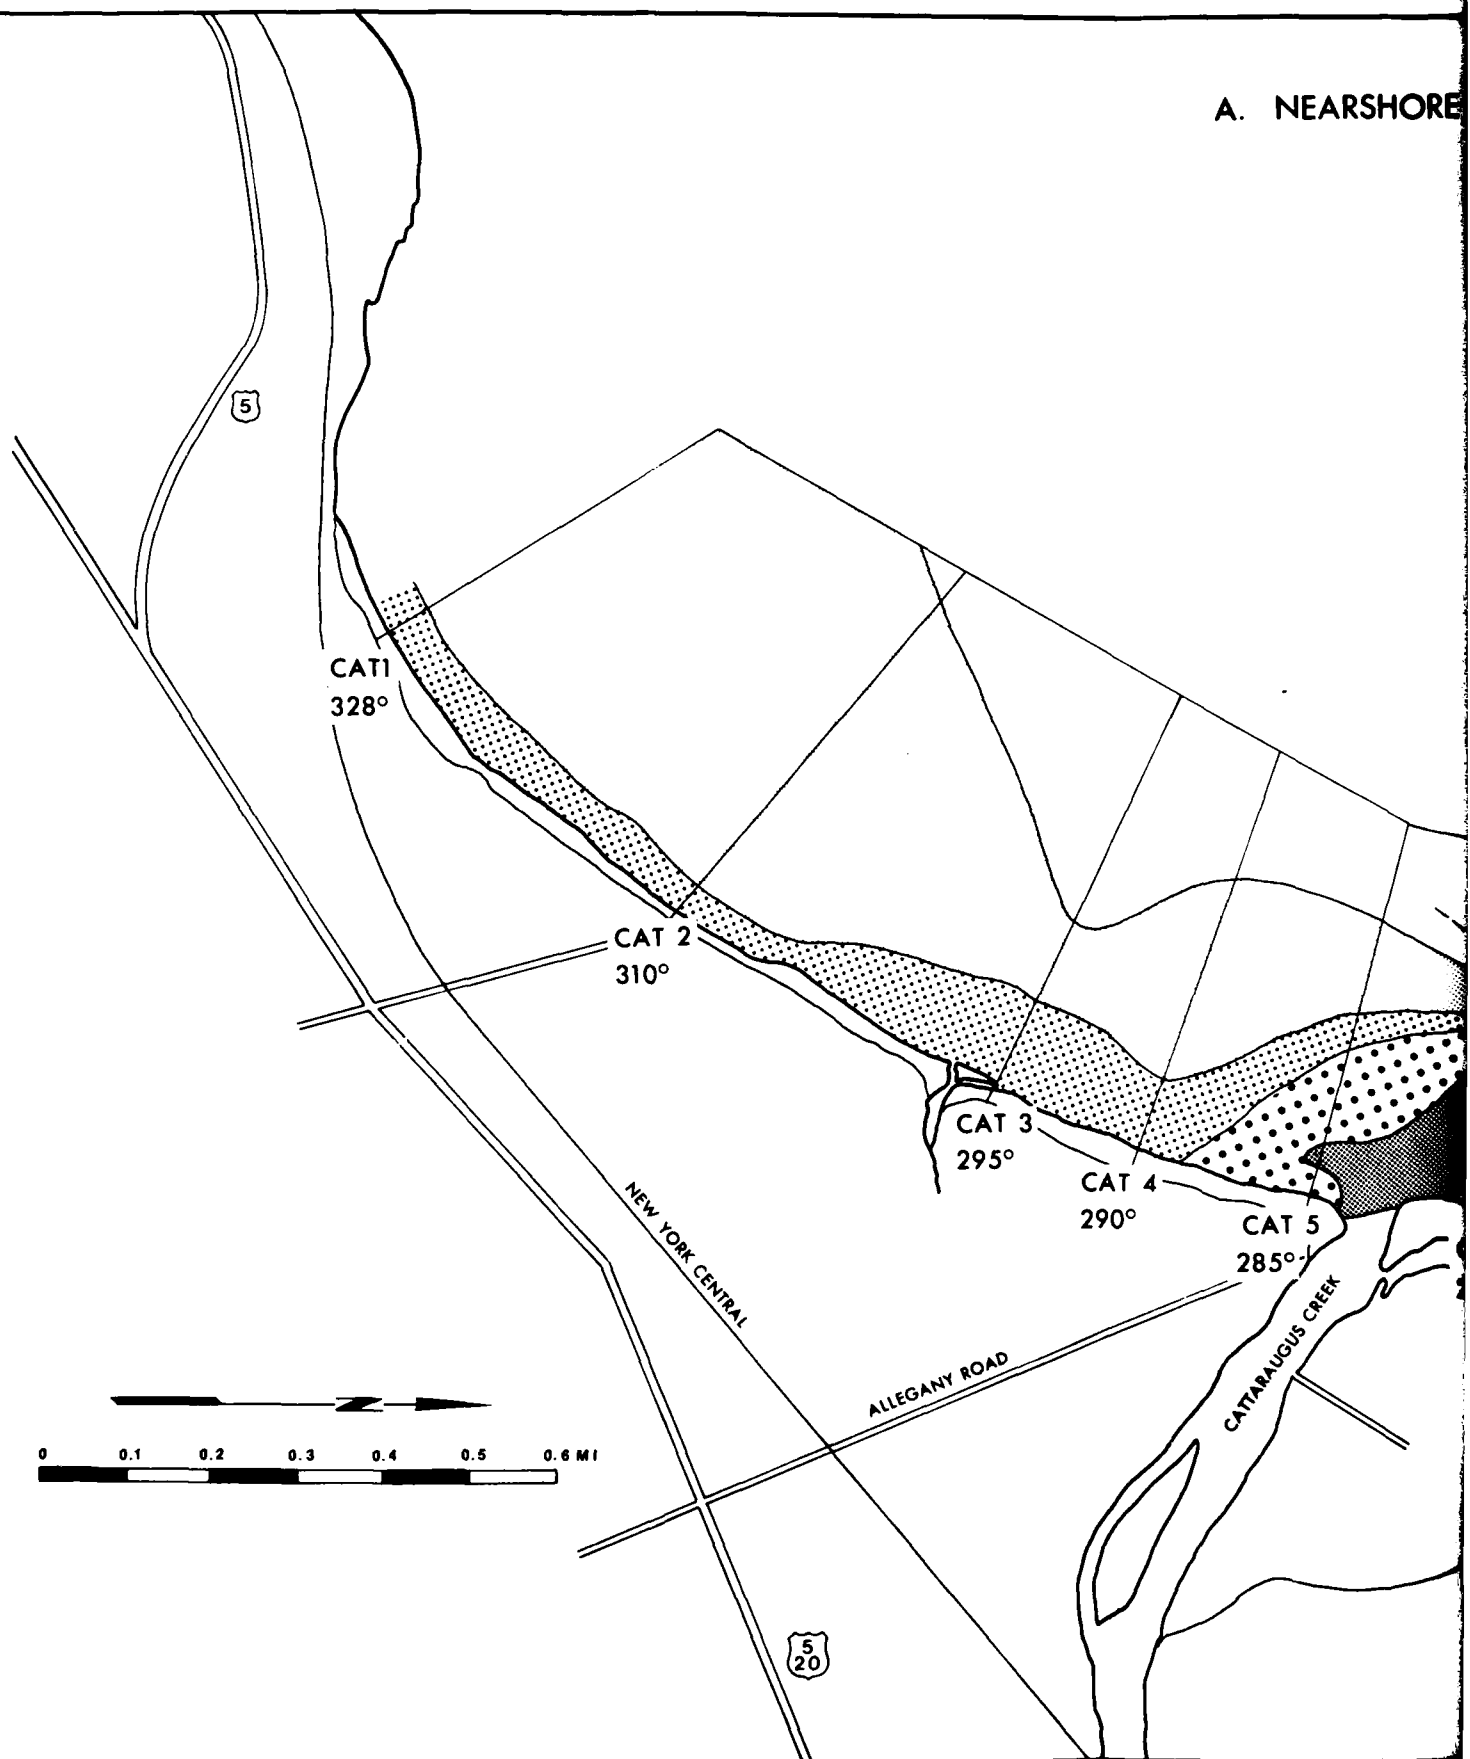 A. NEARSHORE
5
CAT1
328°
CAT 2
310°
CAT 3
295°
CAT 4
290°
CAT 5
285°
NEW YORK CENTRAL
ALLEGANY ROAD
CATTARAUGUS CREEK
N
0 0.1 0.2 0.3 0.4 0.5 0.6 MI
5
20